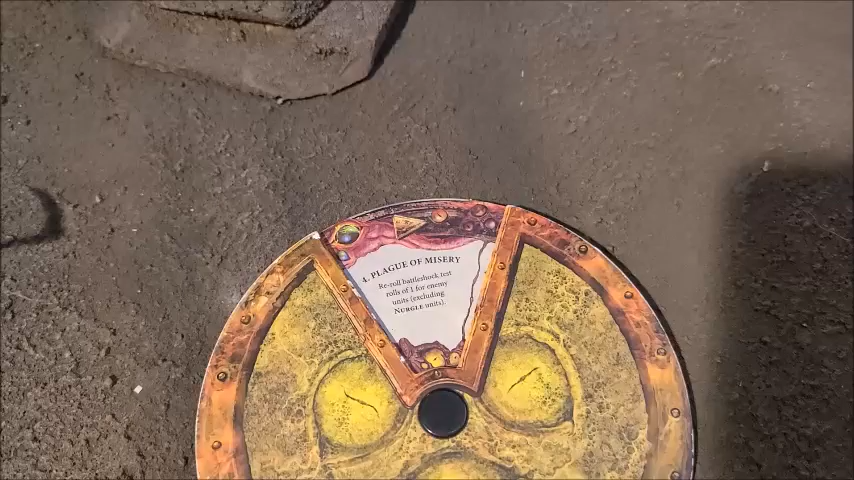 4. PLAGUE OF MISERY
Re-roll battleshock test
rolls of 1 for enemy
units (excluding
NURGLE units).